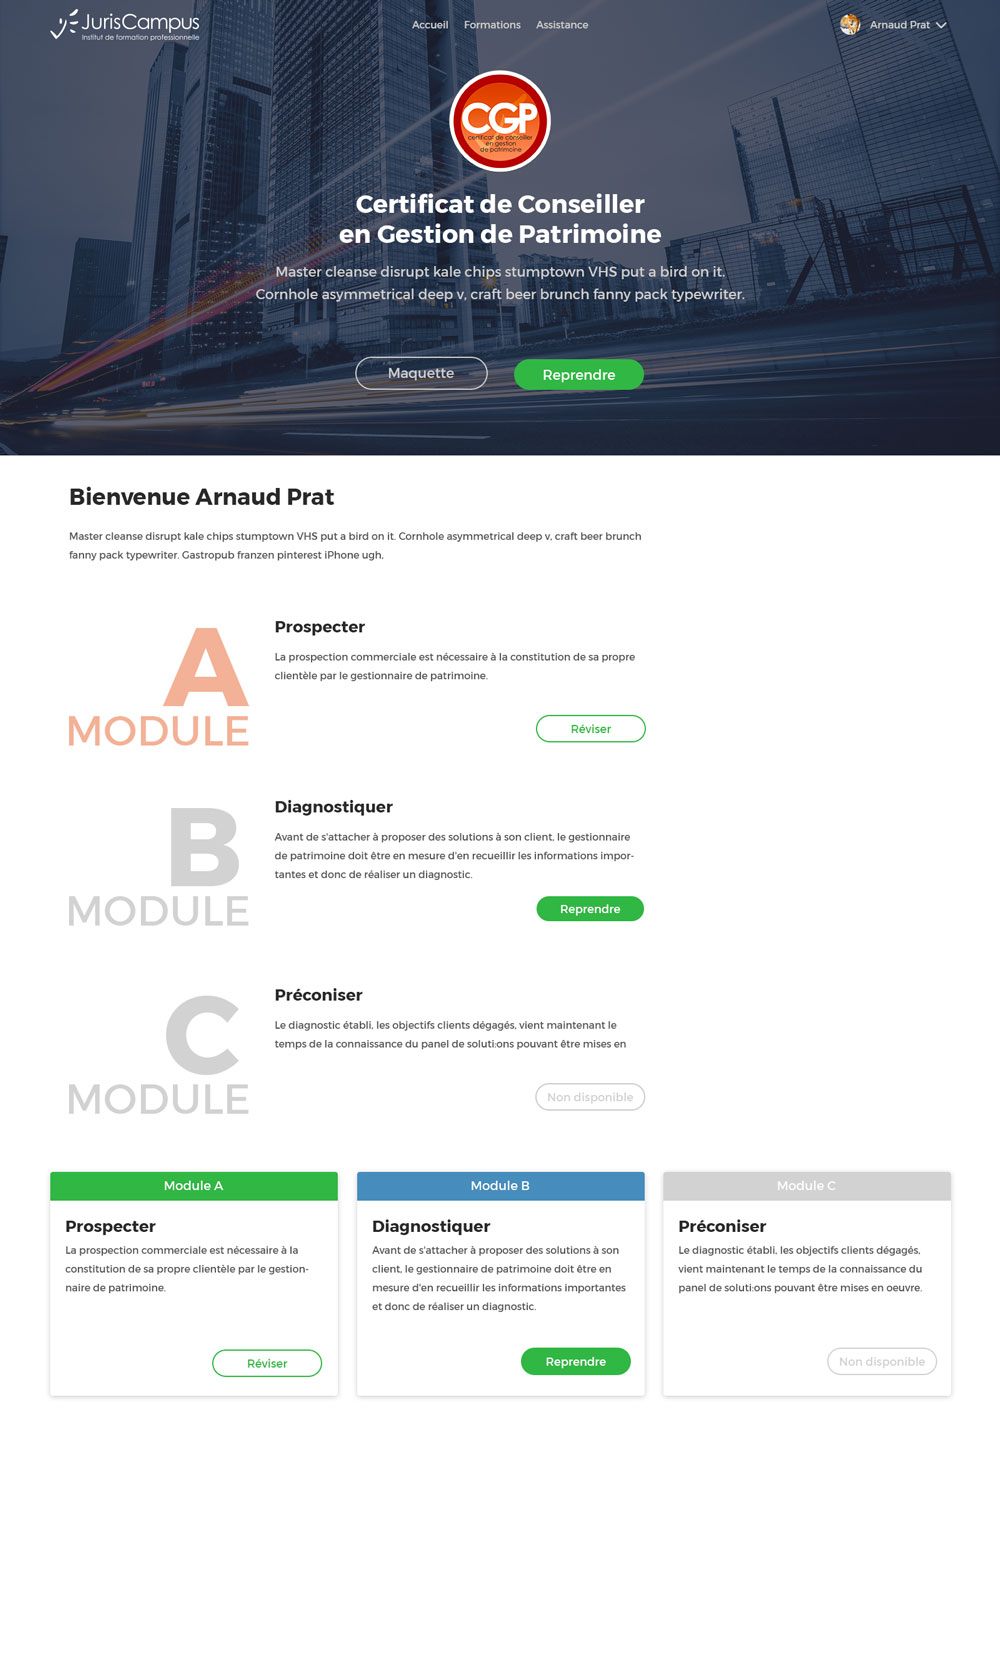 JurisCampus
Institut de formation professionnelle
Accueil Formations Assistance
Arnaud Prat
CGP
certificat de conseiller
en gestion
de patrimoine
Certificat de Conseiller
en Gestion de Patrimoine
Master cleanse disrupt kale chips stumptown VHS put a bird on it.
Cornhole asymmetrical deep v, craft beer brunch fanny pack typewriter.
Maquette
Reprendre
Bienvenue Arnaud Prat
Master cleanse disrupt kale chips stumptown VHS put a bird on it. Cornhole asymmetrical deep v, craft beer brunch
fanny pack typewriter. Gastropub franzen pinterest iPhone ugh.
A
MODULE
Prospecter
La prospection commerciale est nécessaire à la constitution de sa propre
clientèle par le gestionnaire de patrimoine.
Réviser
B
MODULE
Diagnostiquer
Avant de s'attacher à proposer des solutions à son client, le gestionnaire
de patrimoine doit être en mesure d'en recueillir les informations impor-
tantes et donc de réaliser un diagnostic.
Reprendre
C
MODULE
Préconiser
Le diagnostic établi, les objectifs clients dégagés, vient maintenant le
temps de la connaissance du panel de soluti:ons pouvant être mises en
Non disponible
Module A
Prospecter
La prospection commerciale est nécessaire à la
constitution de sa propre clientèle par le gestion-
naire de patrimoine.
Réviser
Module B
Diagnostiquer
Avant de s'attacher à proposer des solutions à son
client, le gestionnaire de patrimoine doit être en
mesure d'en recueillir les informations importantes
et donc de réaliser un diagnostic.
Reprendre
Module C
Préconiser
Le diagnostic établi, les objectifs clients dégagés,
vient maintenant le temps de la connaissance du
panel de soluti:ons pouvant être mises en oeuvre.
Non disponible